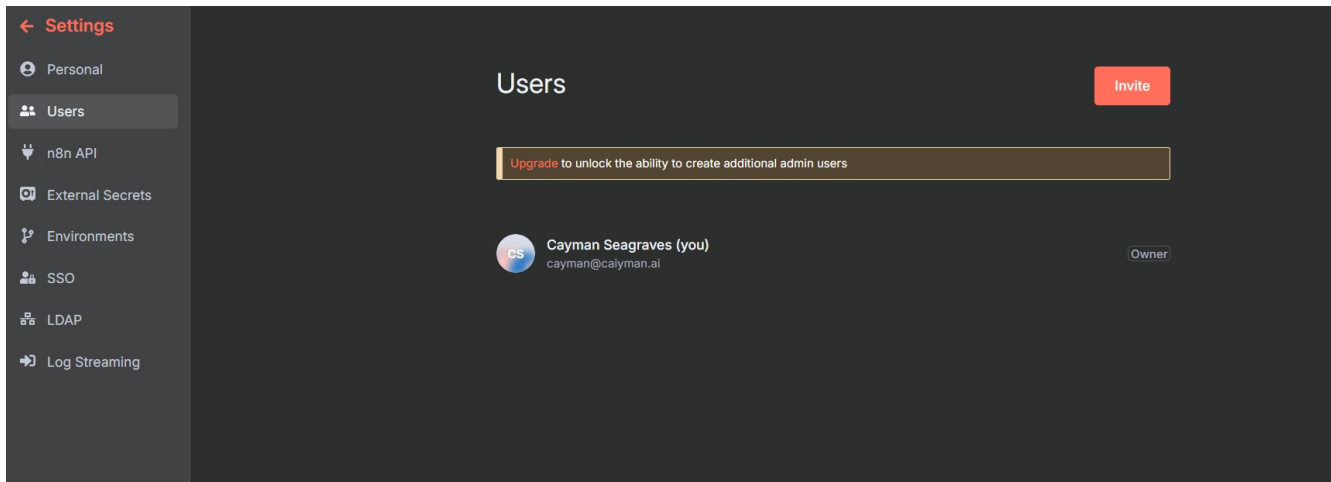 Settings
Personal
Users
n8n API
External Secrets
Environments
SSO
LDAP
Log Streaming
Users
Invite
Upgrade to unlock the ability to create additional admin users
CS
Cayman Seagraves (you)
cayman@caiyman.ai
Owner